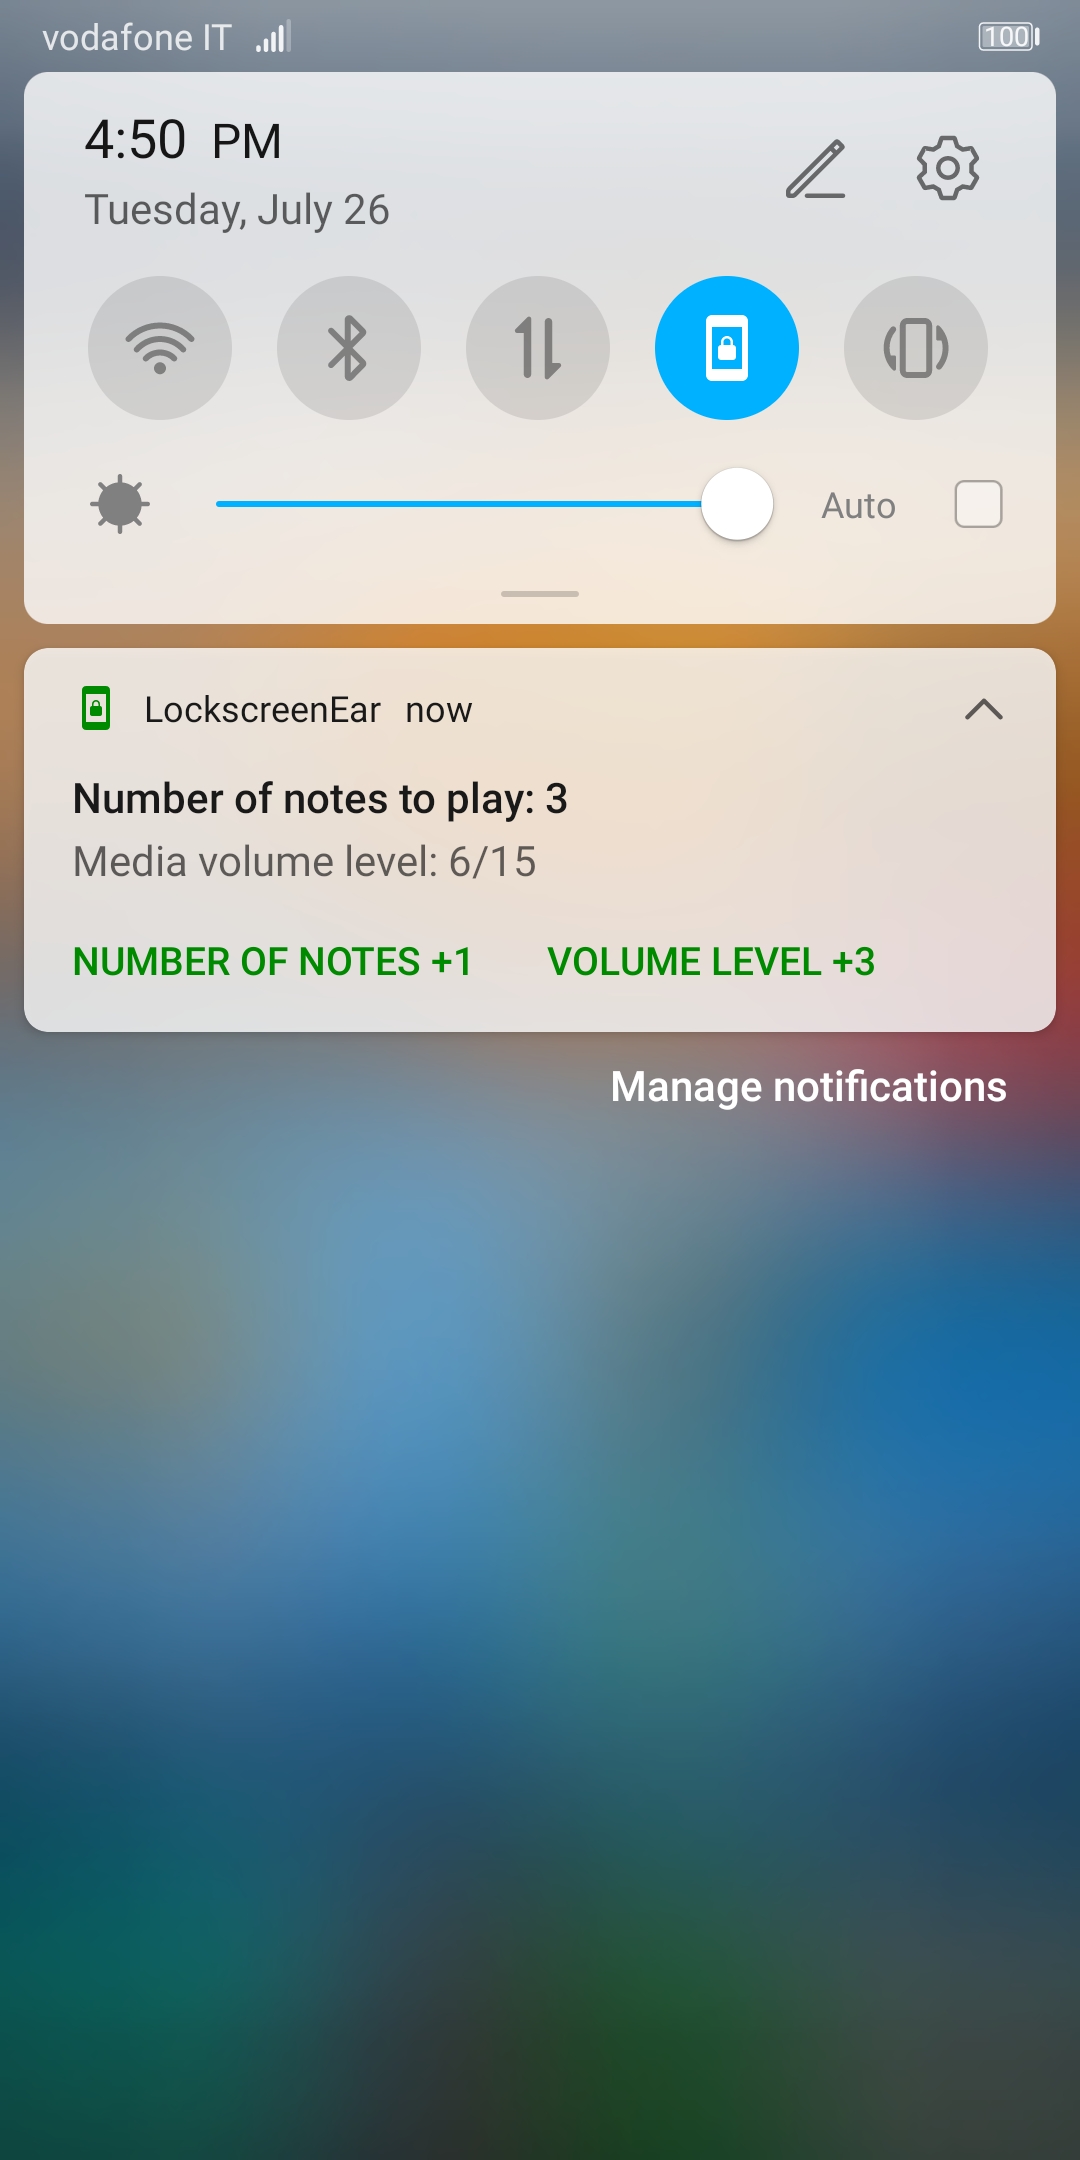 vodafone IT
100
4:50 PM
Tuesday, July 26
Auto
LockscreenEar now
Number of notes to play: 3
Media volume level: 6/15
NUMBER OF NOTES +1 VOLUME LEVEL +3
Manage notifications